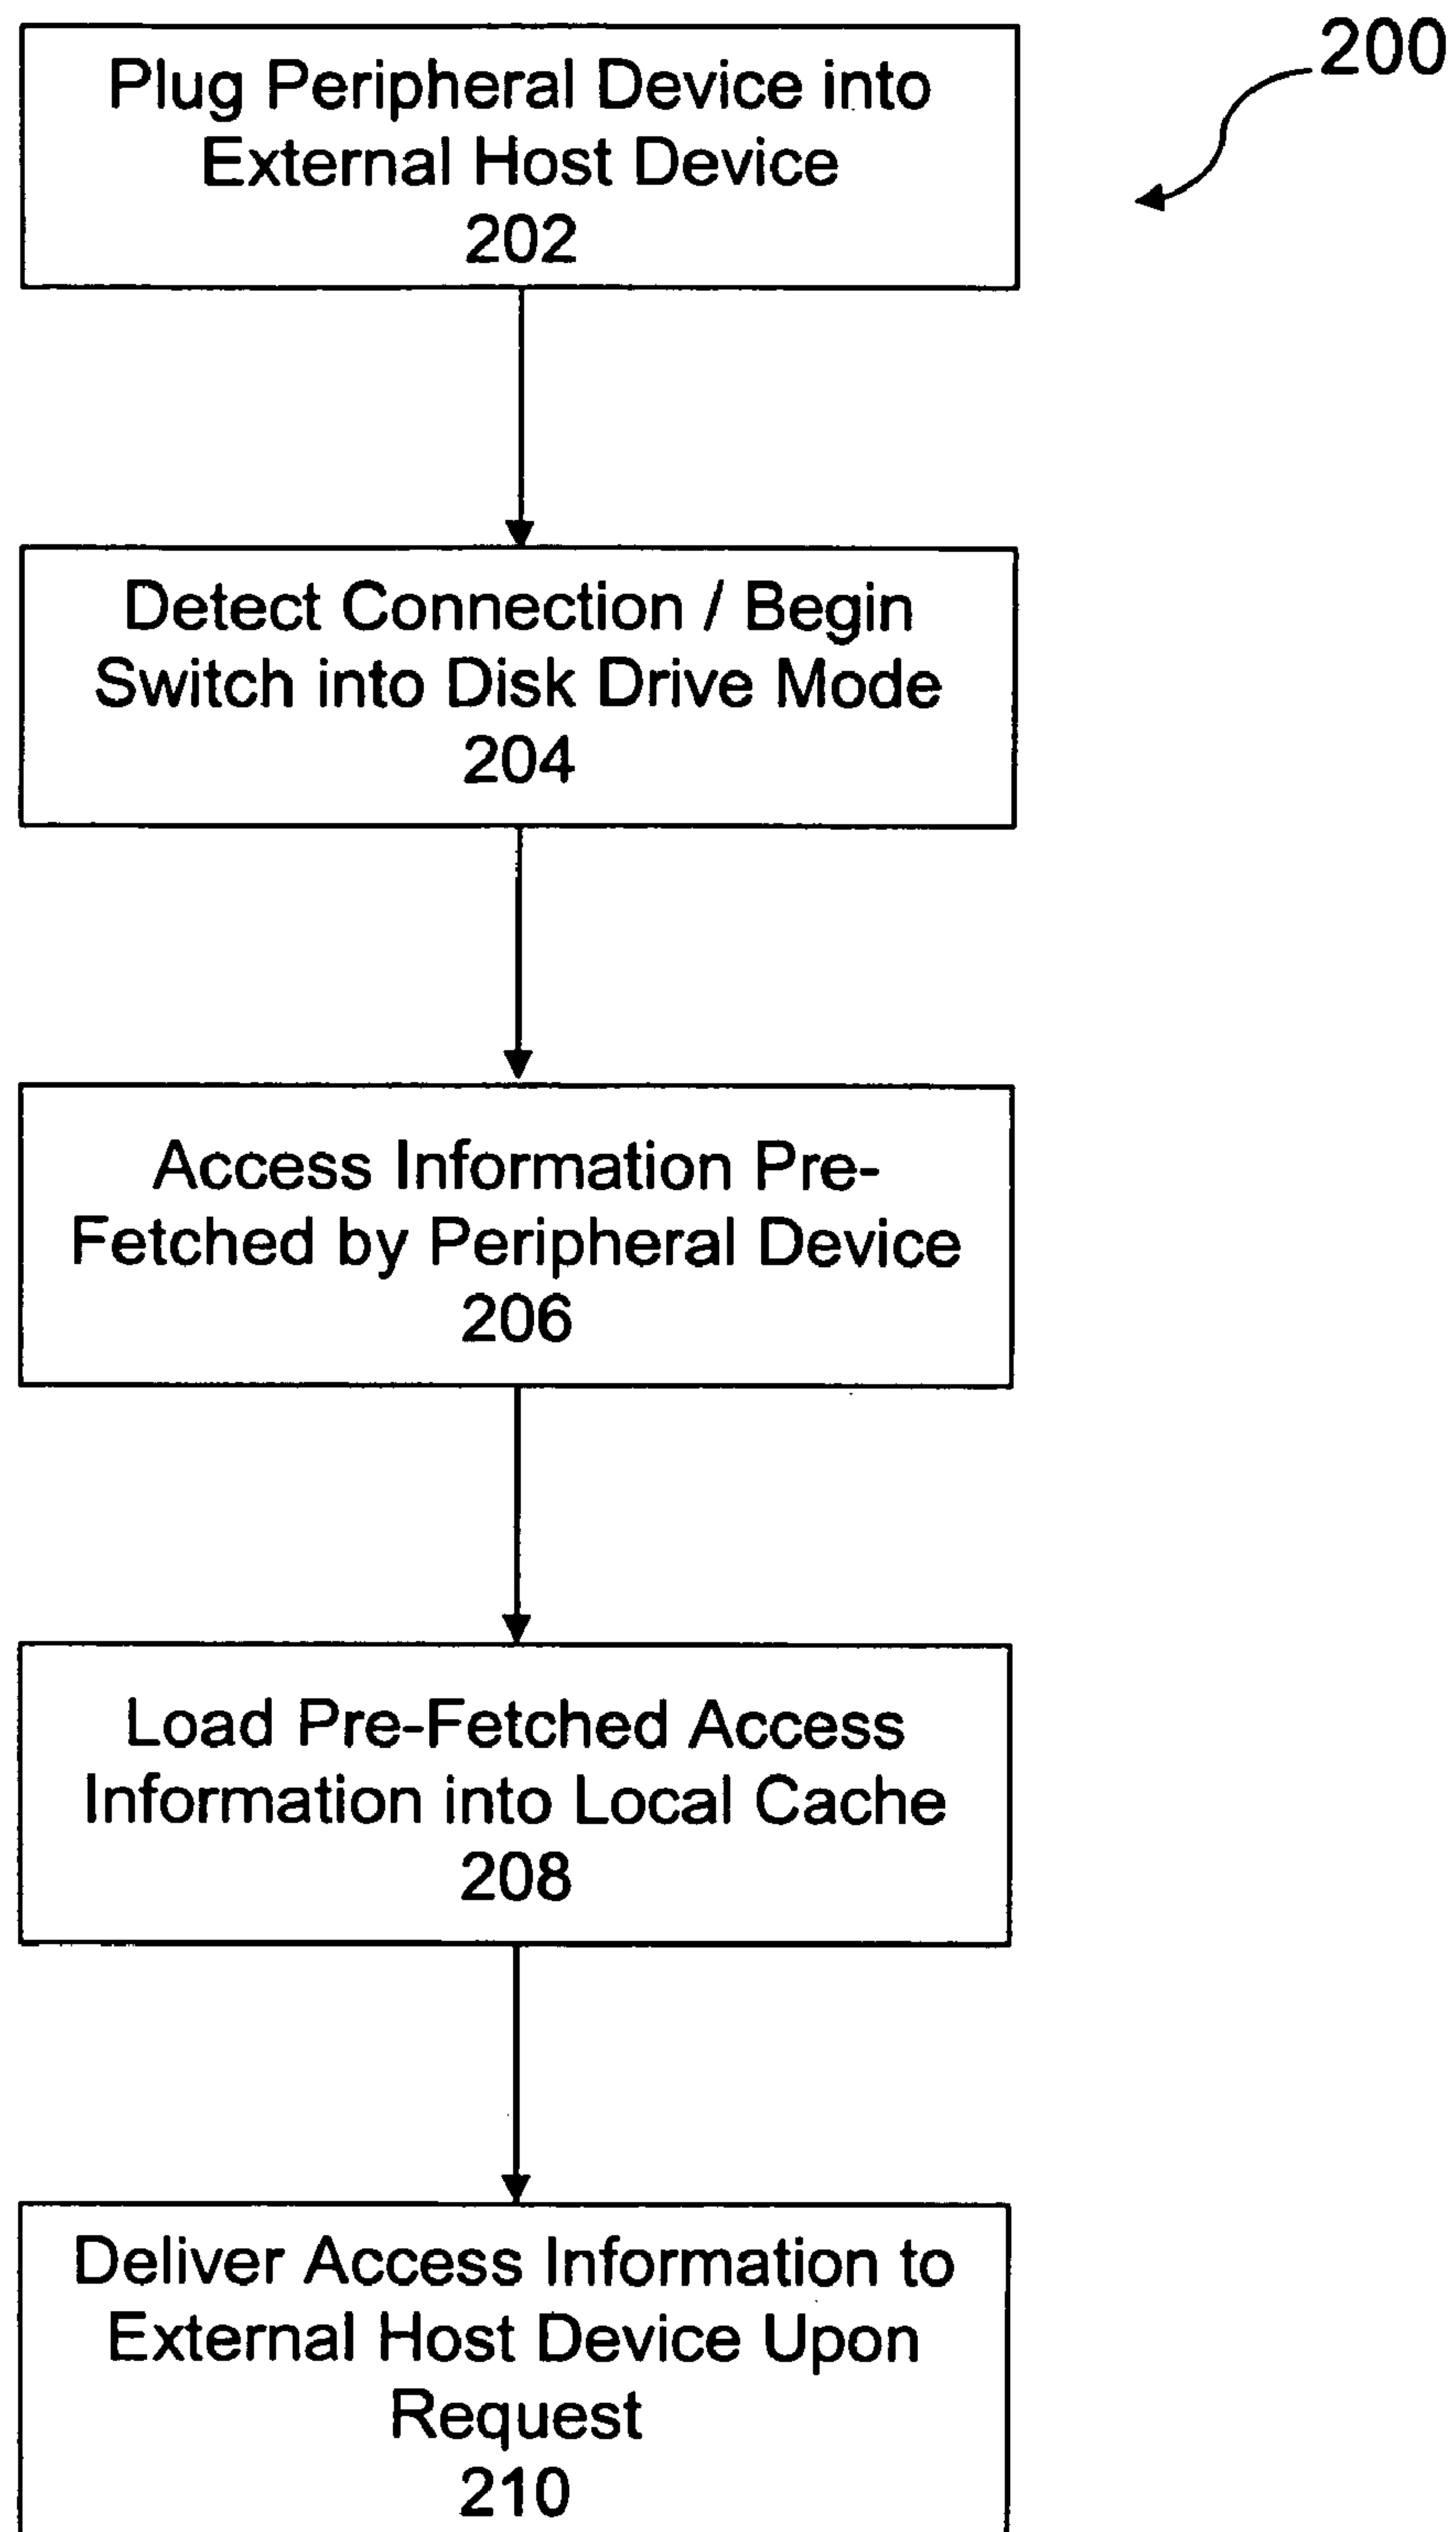 200
Plug Peripheral Device into
External Host Device
202
Detect Connection / Begin
Switch into Disk Drive Mode
204
Access Information Pre-
Fetched by Peripheral Device
206
Load Pre-Fetched Access
Information into Local Cache
208
Deliver Access Information to
External Host Device Upon
Request
210